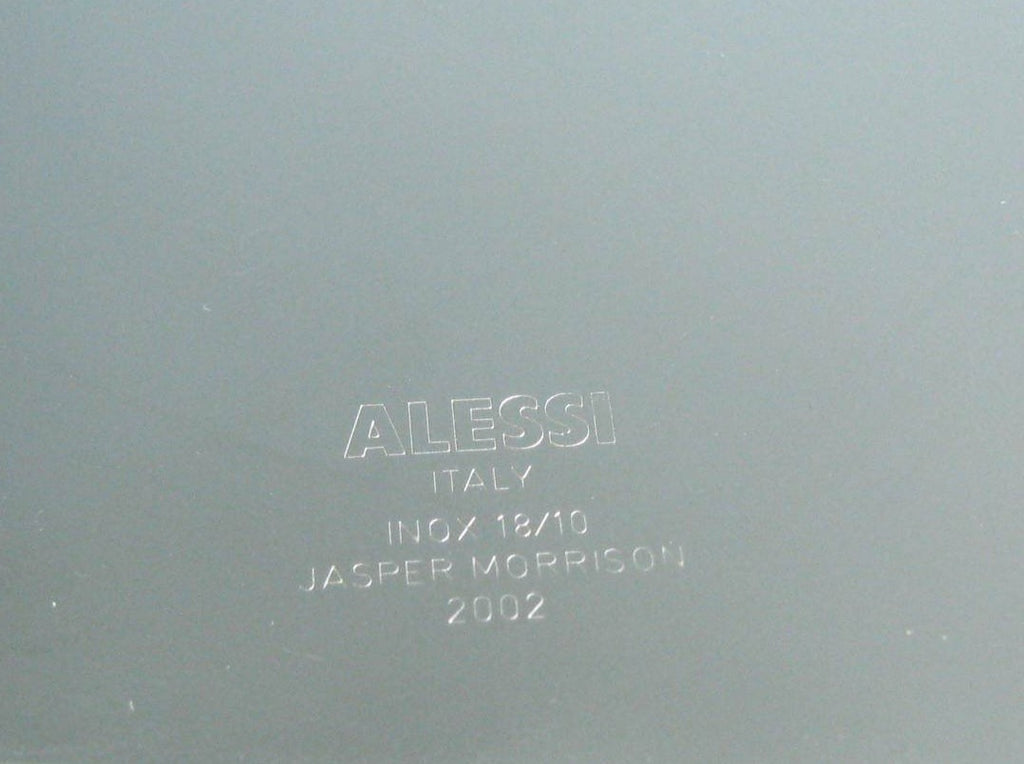 ALESSI
ITALY
INOX 18/10
JASPER MORRISON
2002